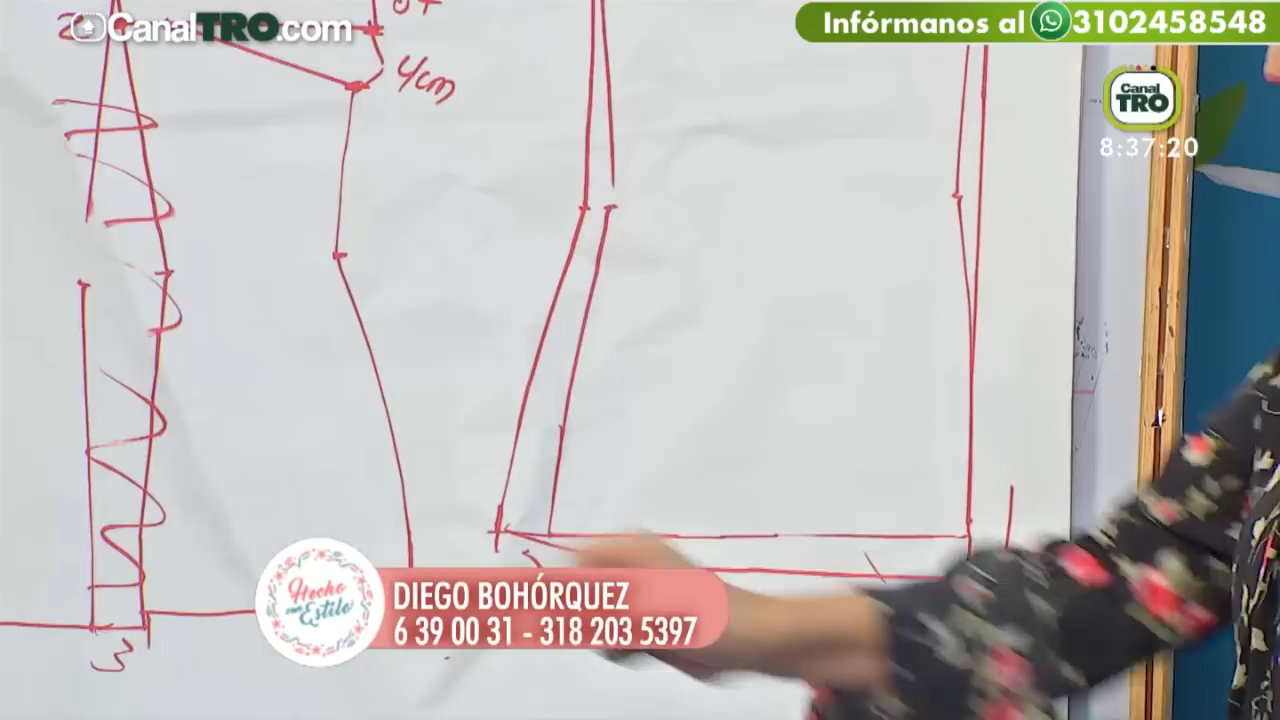 CanalTRO.com
Infórmanos al 3102458548
Canal
TRO
8:37:20
4cm
Hecho
con Estilo
DIEGO BOHÓRQUEZ
6 39 00 31 - 318 203 5397
3